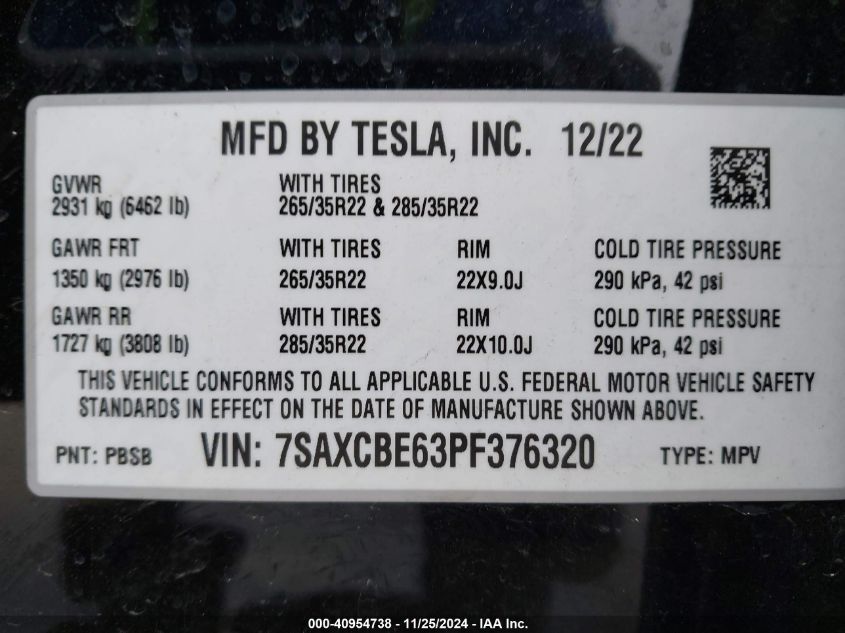 MFD BY TESLA, INC. 12/22
GVWR WITH TIRES
2931 kg (6462 lb) 265/35R22 & 285/35R22
GAWR FRT WITH TIRES RIM COLD TIRE PRESSURE
1350 kg (2976 lb) 265/35R22 22X9.0J 290 kPa, 42 psi
GAWR RR WITH TIRES RIM COLD TIRE PRESSURE
1727 kg (3808 lb) 285/35R22 22X10.0J 290 kPa, 42 psi
THIS VEHICLE CONFORMS TO ALL APPLICABLE U.S. FEDERAL MOTOR VEHICLE SAFETY
STANDARDS IN EFFECT ON THE DATE OF MANUFACTURE SHOWN ABOVE.
PNT: PBSB VIN: 7SAXCBE63PF376320 TYPE: MPV
000-40954738 - 11/25/2024 - IAA Inc.